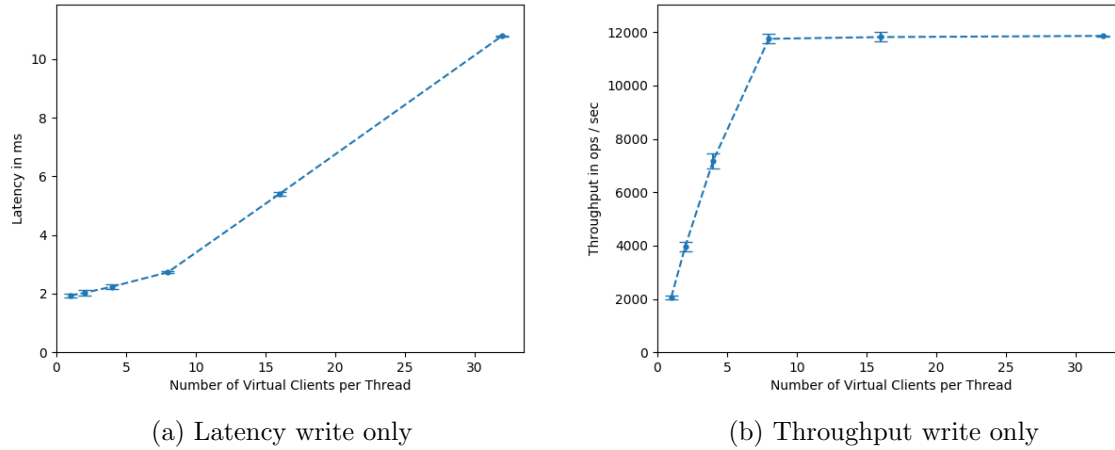 10
8
6
4
2
0
Latency in ms
0 5 10 15 20 25 30
Number of Virtual Clients per Thread
(a) Latency write only
12000
10000
8000
6000
4000
2000
0
Throughput in ops / sec
0 5 10 15 20 25 30
Number of Virtual Clients per Thread
(b) Throughput write only